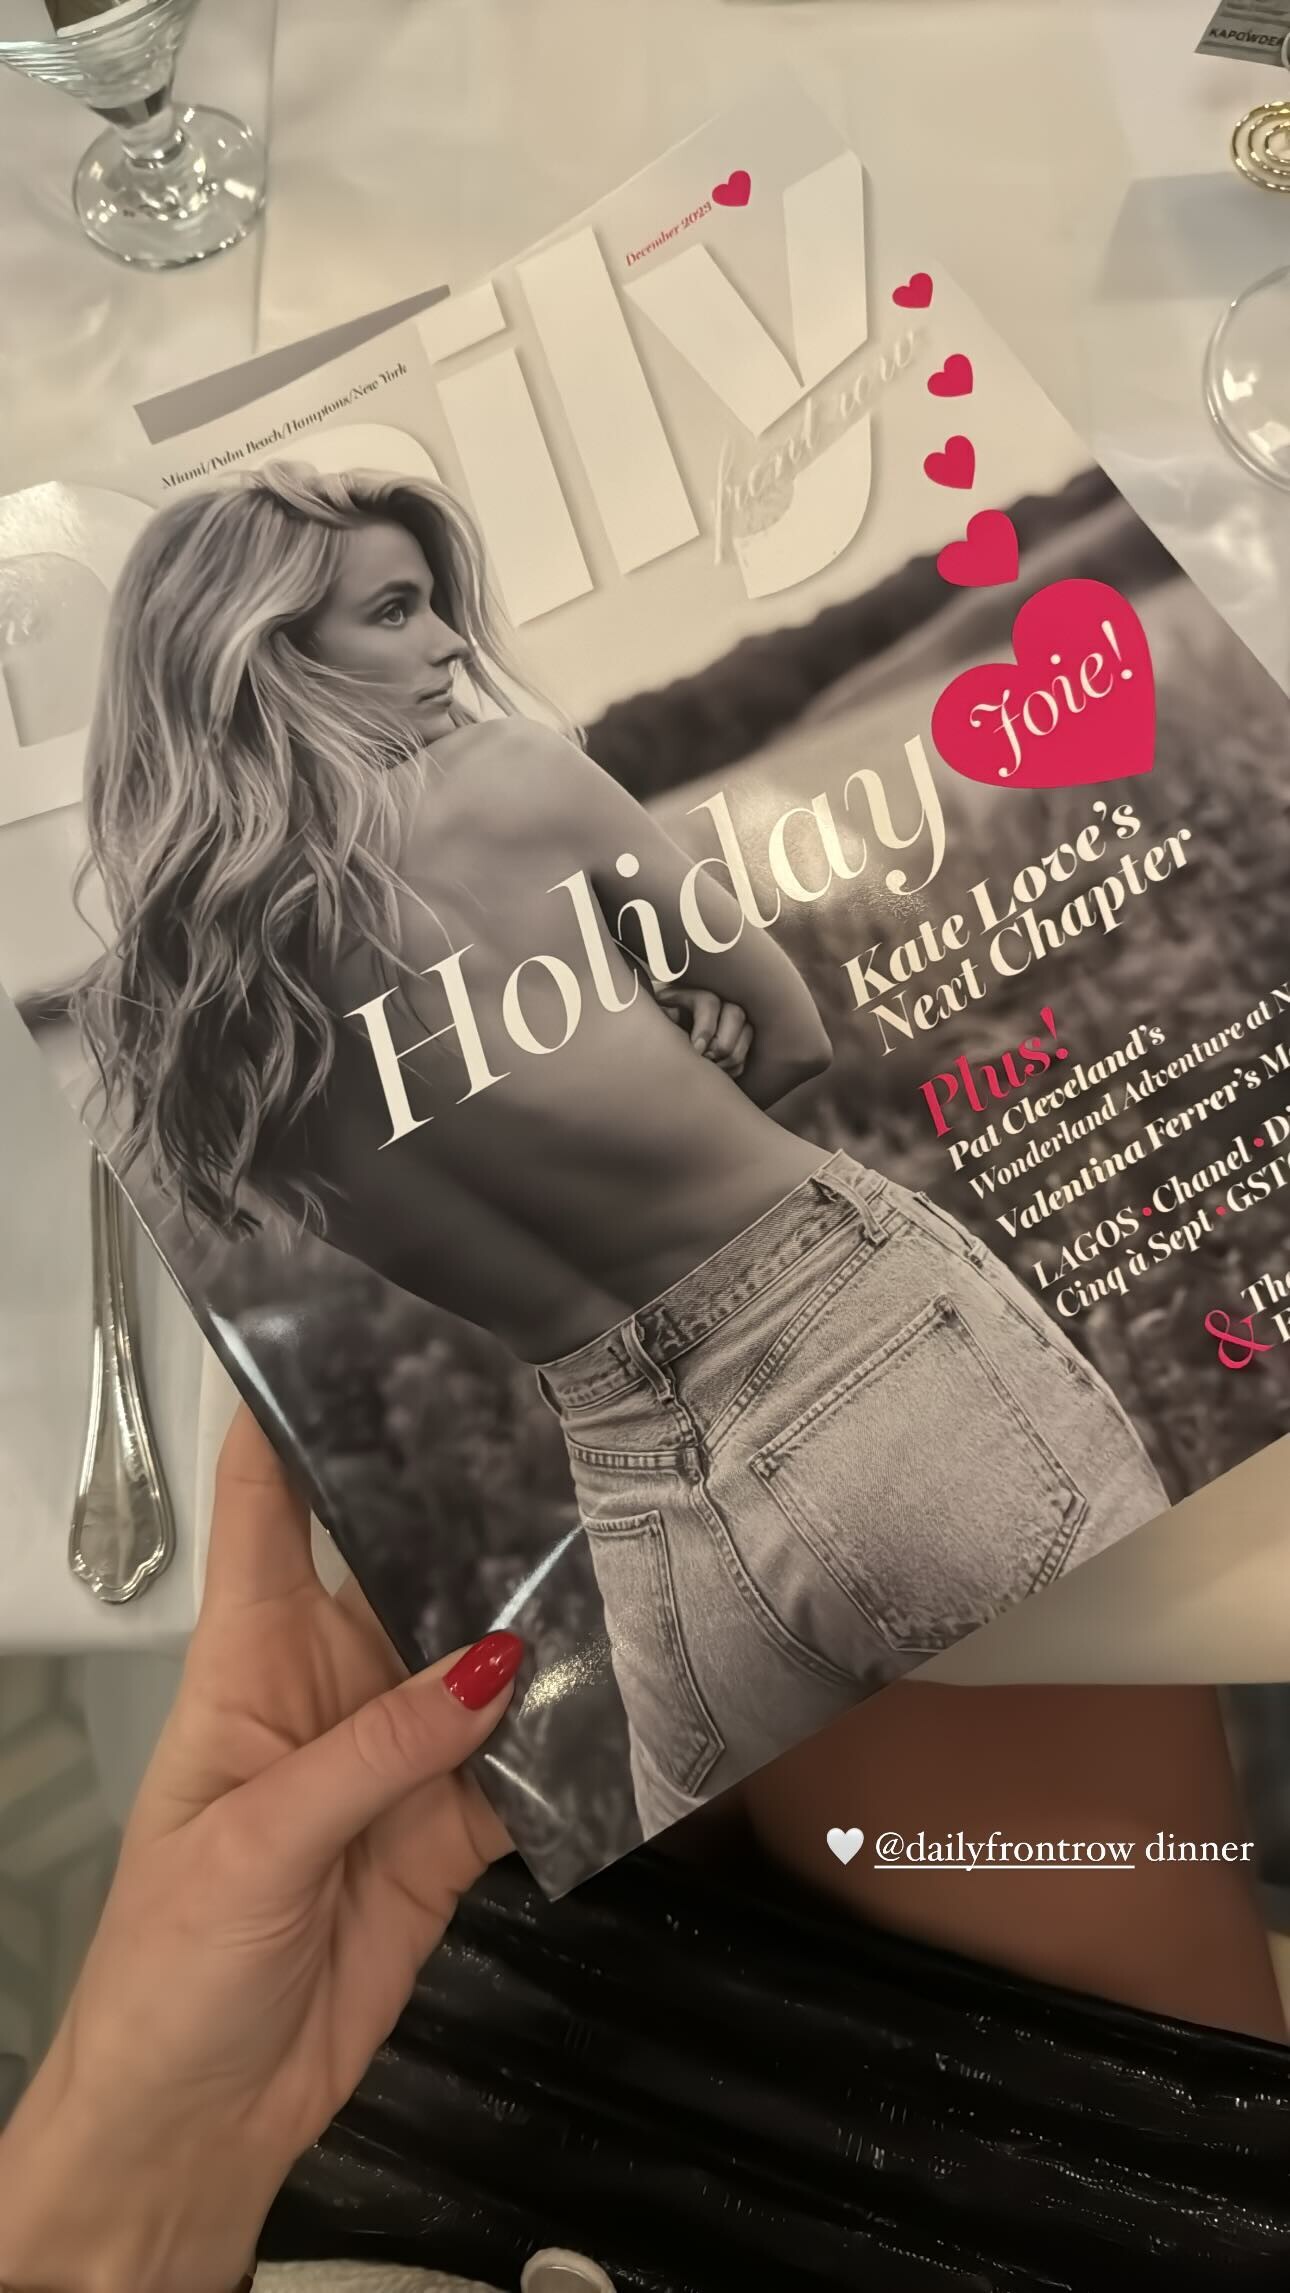 KAPOWDER
December 2023
Miami/Palm Beach/Hamptons/New York
Daily
front row
Joie!
Holiday
Kate Love's
Next Chapter
Plus!
Pat Cleveland's
Wonderland Adventure at
Valentina Ferrer's
LAGOS • Chanel •
Cinq à Sept •
&
🤍 @dailyfrontrow dinner